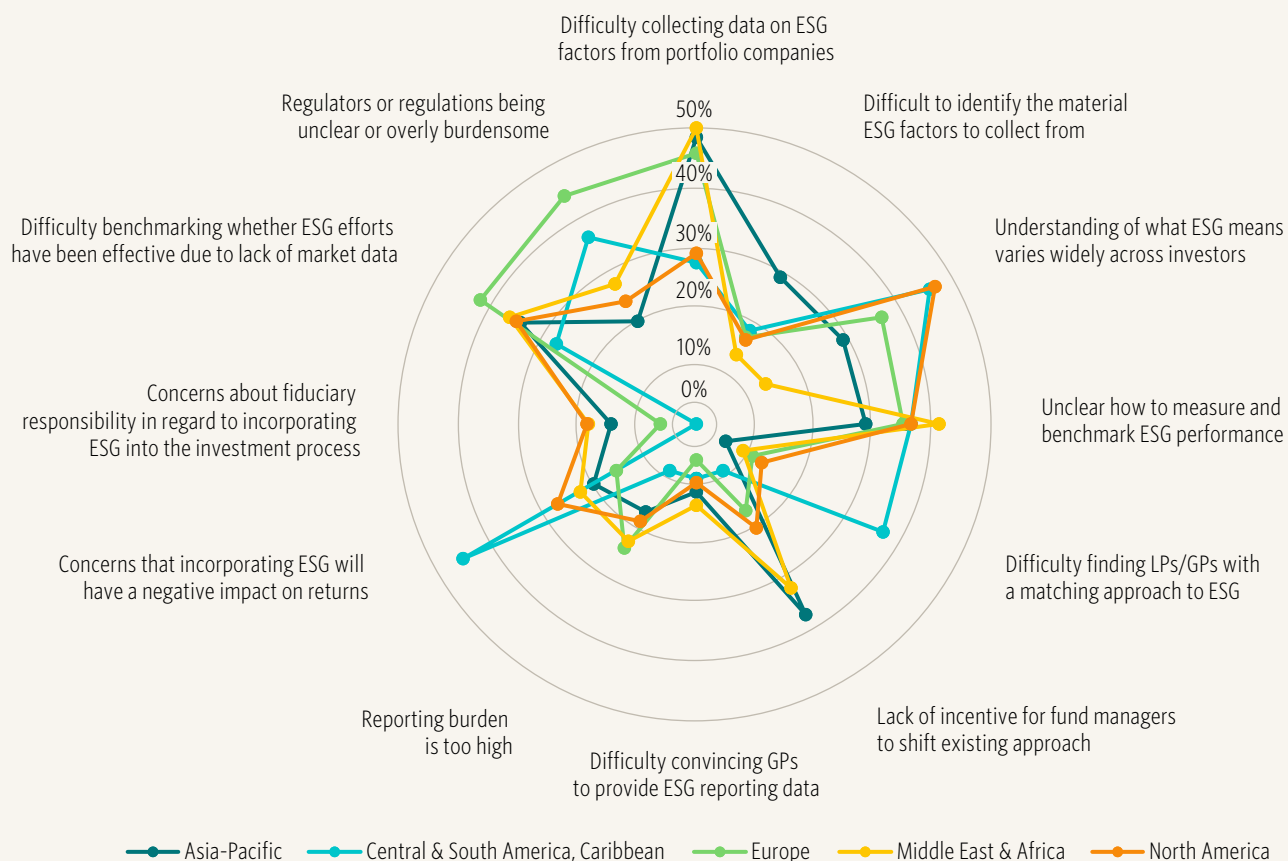 Difficulty collecting data on ESG
factors from portfolio companies
Regulators or regulations being
unclear or overly burdensome
Difficult to identify the material
ESG factors to collect from
50%
40%
30%
20%
10%
0%
Difficulty benchmarking whether ESG efforts
have been effective due to lack of market data
Understanding of what ESG means
varies widely across investors
Concerns about fiduciary
responsibility in regard to incorporating
ESG into the investment process
Unclear how to measure and
benchmark ESG performance
Concerns that incorporating ESG will
have a negative impact on returns
Difficulty finding LPs/GPs with
a matching approach to ESG
Reporting burden
is too high
Lack of incentive for fund managers
to shift existing approach
Difficulty convincing GPs
to provide ESG reporting data
Asia-Pacific Central & South America, Caribbean Europe Middle East & Africa North America